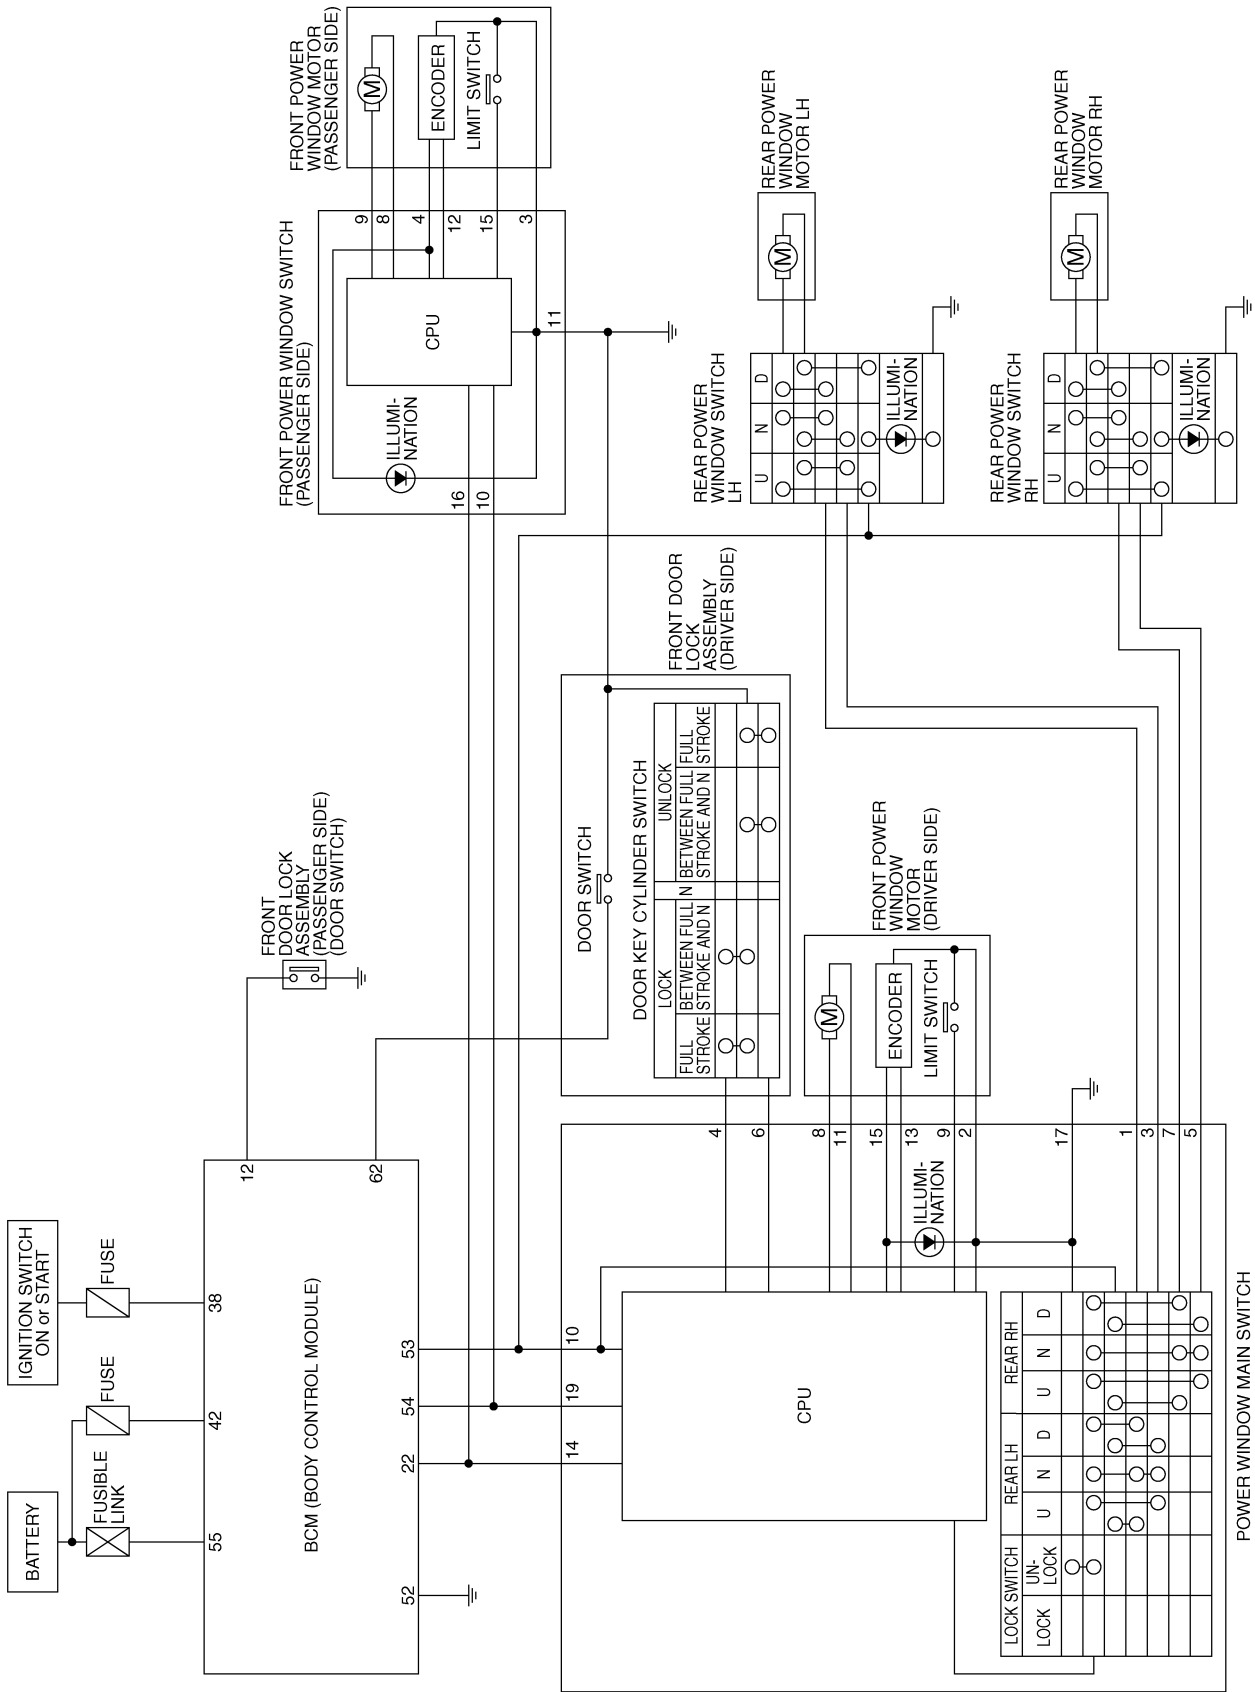 BATTERY
FUSIBLE
LINK
FUSE
IGNITION SWITCH
ON or START
FUSE
55
42
38
12
62
BCM (BODY CONTROL MODULE)
52
22
54
53
FRONT
DOOR LOCK
ASSEMBLY
(PASSENGER SIDE)
(DOOR SWITCH)
FRONT POWER WINDOW SWITCH
(PASSENGER SIDE)
16
10
ILLUMI-
NATION
CPU
9
8
4
12
15
3
11
FRONT POWER
WINDOW MOTOR
(PASSENGER SIDE)
M
ENCODER
LIMIT SWITCH
14
19
10
CPU
4
6
8
11
15
13
9
2
17
1
3
7
5
ILLUMI-
NATION
DOOR SWITCH
DOOR KEY CYLINDER SWITCH
LOCK
N
UNLOCK
FULL
STROKE
BETWEEN FULL
STROKE AND N
BETWEEN FULL
STROKE AND N
FULL
STROKE
FRONT DOOR
LOCK
ASSEMBLY
(DRIVER SIDE)
M
ENCODER
LIMIT SWITCH
FRONT POWER
WINDOW
MOTOR
(DRIVER SIDE)
REAR POWER
WINDOW SWITCH
LH
U
N
D
ILLUMI-
NATION
REAR POWER
WINDOW
MOTOR LH
M
REAR POWER
WINDOW SWITCH
RH
U
N
D
ILLUMI-
NATION
REAR POWER
WINDOW
MOTOR RH
M
LOCK SWITCH
REAR LH
REAR RH
LOCK
UN-
LOCK
U
N
D
U
N
D
POWER WINDOW MAIN SWITCH